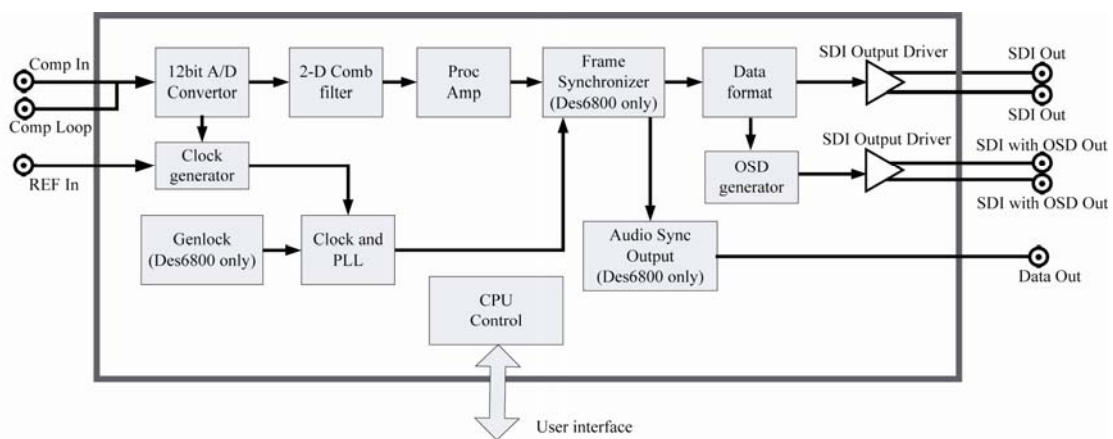 Comp In
Comp Loop
REF In
12bit A/D
Convertor
2-D Comb
filter
Proc
Amp
Frame
Synchronizer
(Des6800 only)
Data
format
SDI Output Driver
SDI Out
SDI Out
Clock
generator
OSD
generator
SDI Output Driver
SDI with OSD Out
SDI with OSD Out
Genlock
(Des6800 only)
Clock and
PLL
Audio Sync
Output
(Des6800 only)
Data Out
CPU
Control
User interface